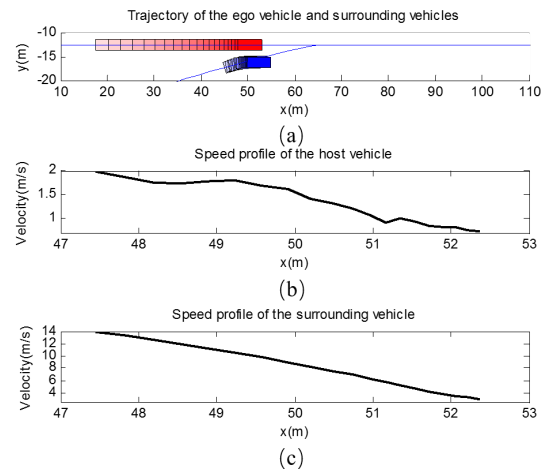 Trajectory of the ego vehicle and surrounding vehicles
-10
-15
-20
y(m)
10 20 30 40 50 60 70 80 90 100 110
x(m)
(a)
Speed profile of the host vehicle
2
1.5
1
Velocity(m/s)
47 48 49 50 51 52 53
x(m)
(b)
Speed profile of the surrounding vehicle
14
12
10
8
6
4
Velocity(m/s)
47 48 49 50 51 52 53
x(m)
(c)